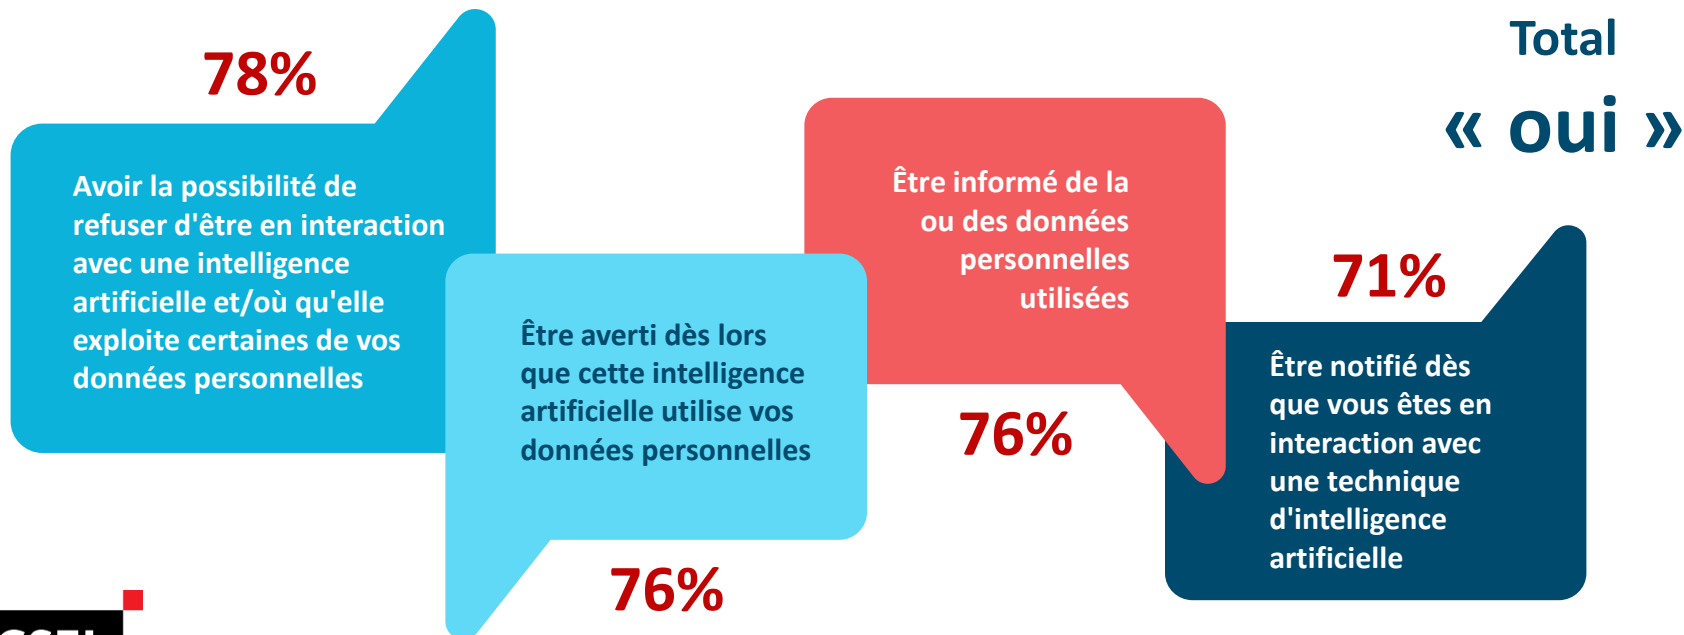 Total
« oui »
78%
Avoir la possibilité de
refuser d'être en interaction
avec une intelligence
artificielle et/où qu'elle
exploite certaines de vos
données personnelles
Être averti dès lors
que cette intelligence
artificielle utilise vos
données personnelles
76%
Être informé de la
ou des données
personnelles
utilisées
76%
71%
Être notifié dès
que vous êtes en
interaction avec
une technique
d'intelligence
artificielle